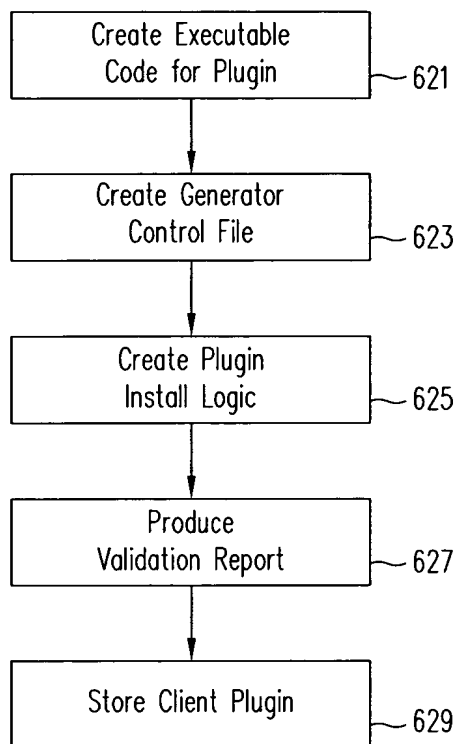 Create Executable
Code for Plugin
621
Create Generator
Control File
623
Create Plugin
Install Logic
625
Produce
Validation Report
627
Store Client Plugin
629